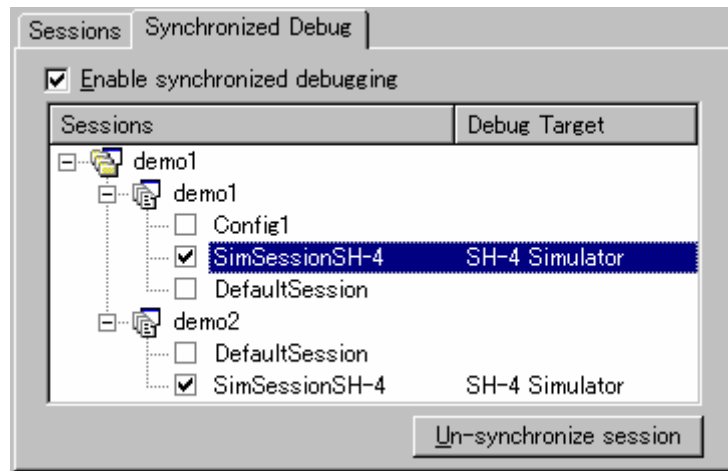 Sessions Synchronized Debug
Enable synchronized debugging
Sessions Debug Target
demo1
demo1
Config1
SimSessionSH-4 SH-4 Simulator
DefaultSession
demo2
DefaultSession
SimSessionSH-4 SH-4 Simulator
Un-synchronize session